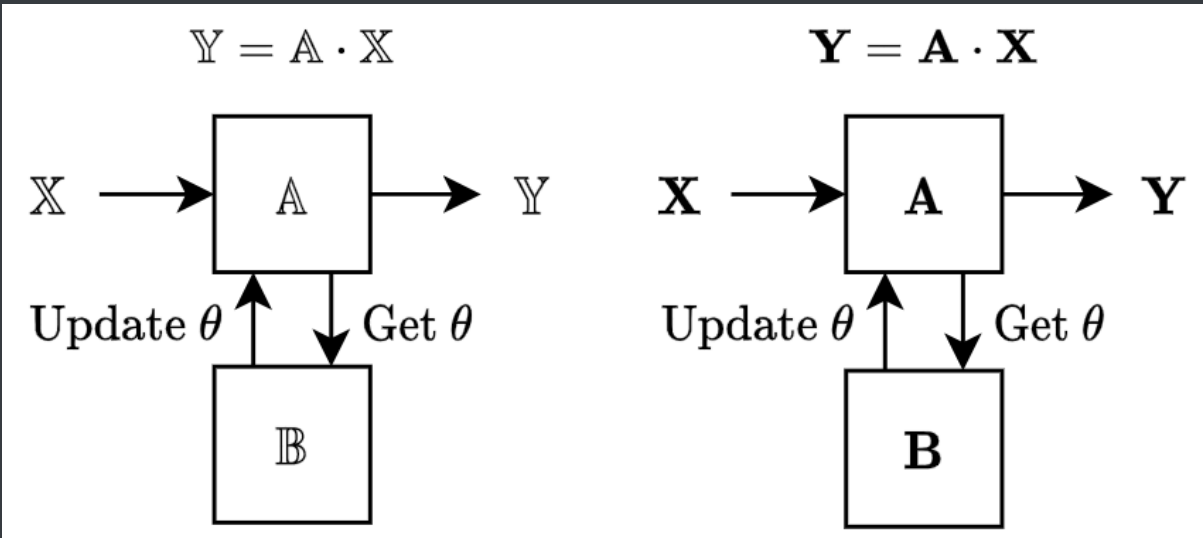 𝕐 = 𝔸 · 𝕏
𝕏
𝔸
𝕐
Update θ
Get θ
𝔹
𝐘 = 𝐀 · 𝐗
𝐗
𝐀
𝐘
Update θ
Get θ
𝐁